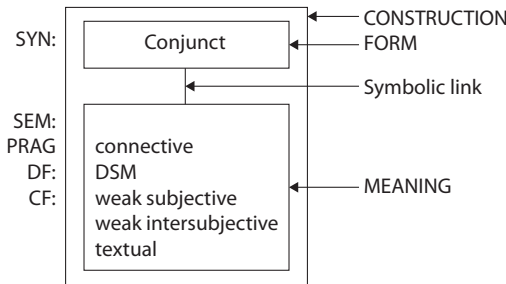 CONSTRUCTION
SYN: Conjunct FORM
Symbolic link
SEM:
PRAG connective
DF: DSM MEANING
CF: weak subjective
weak intersubjective
textual